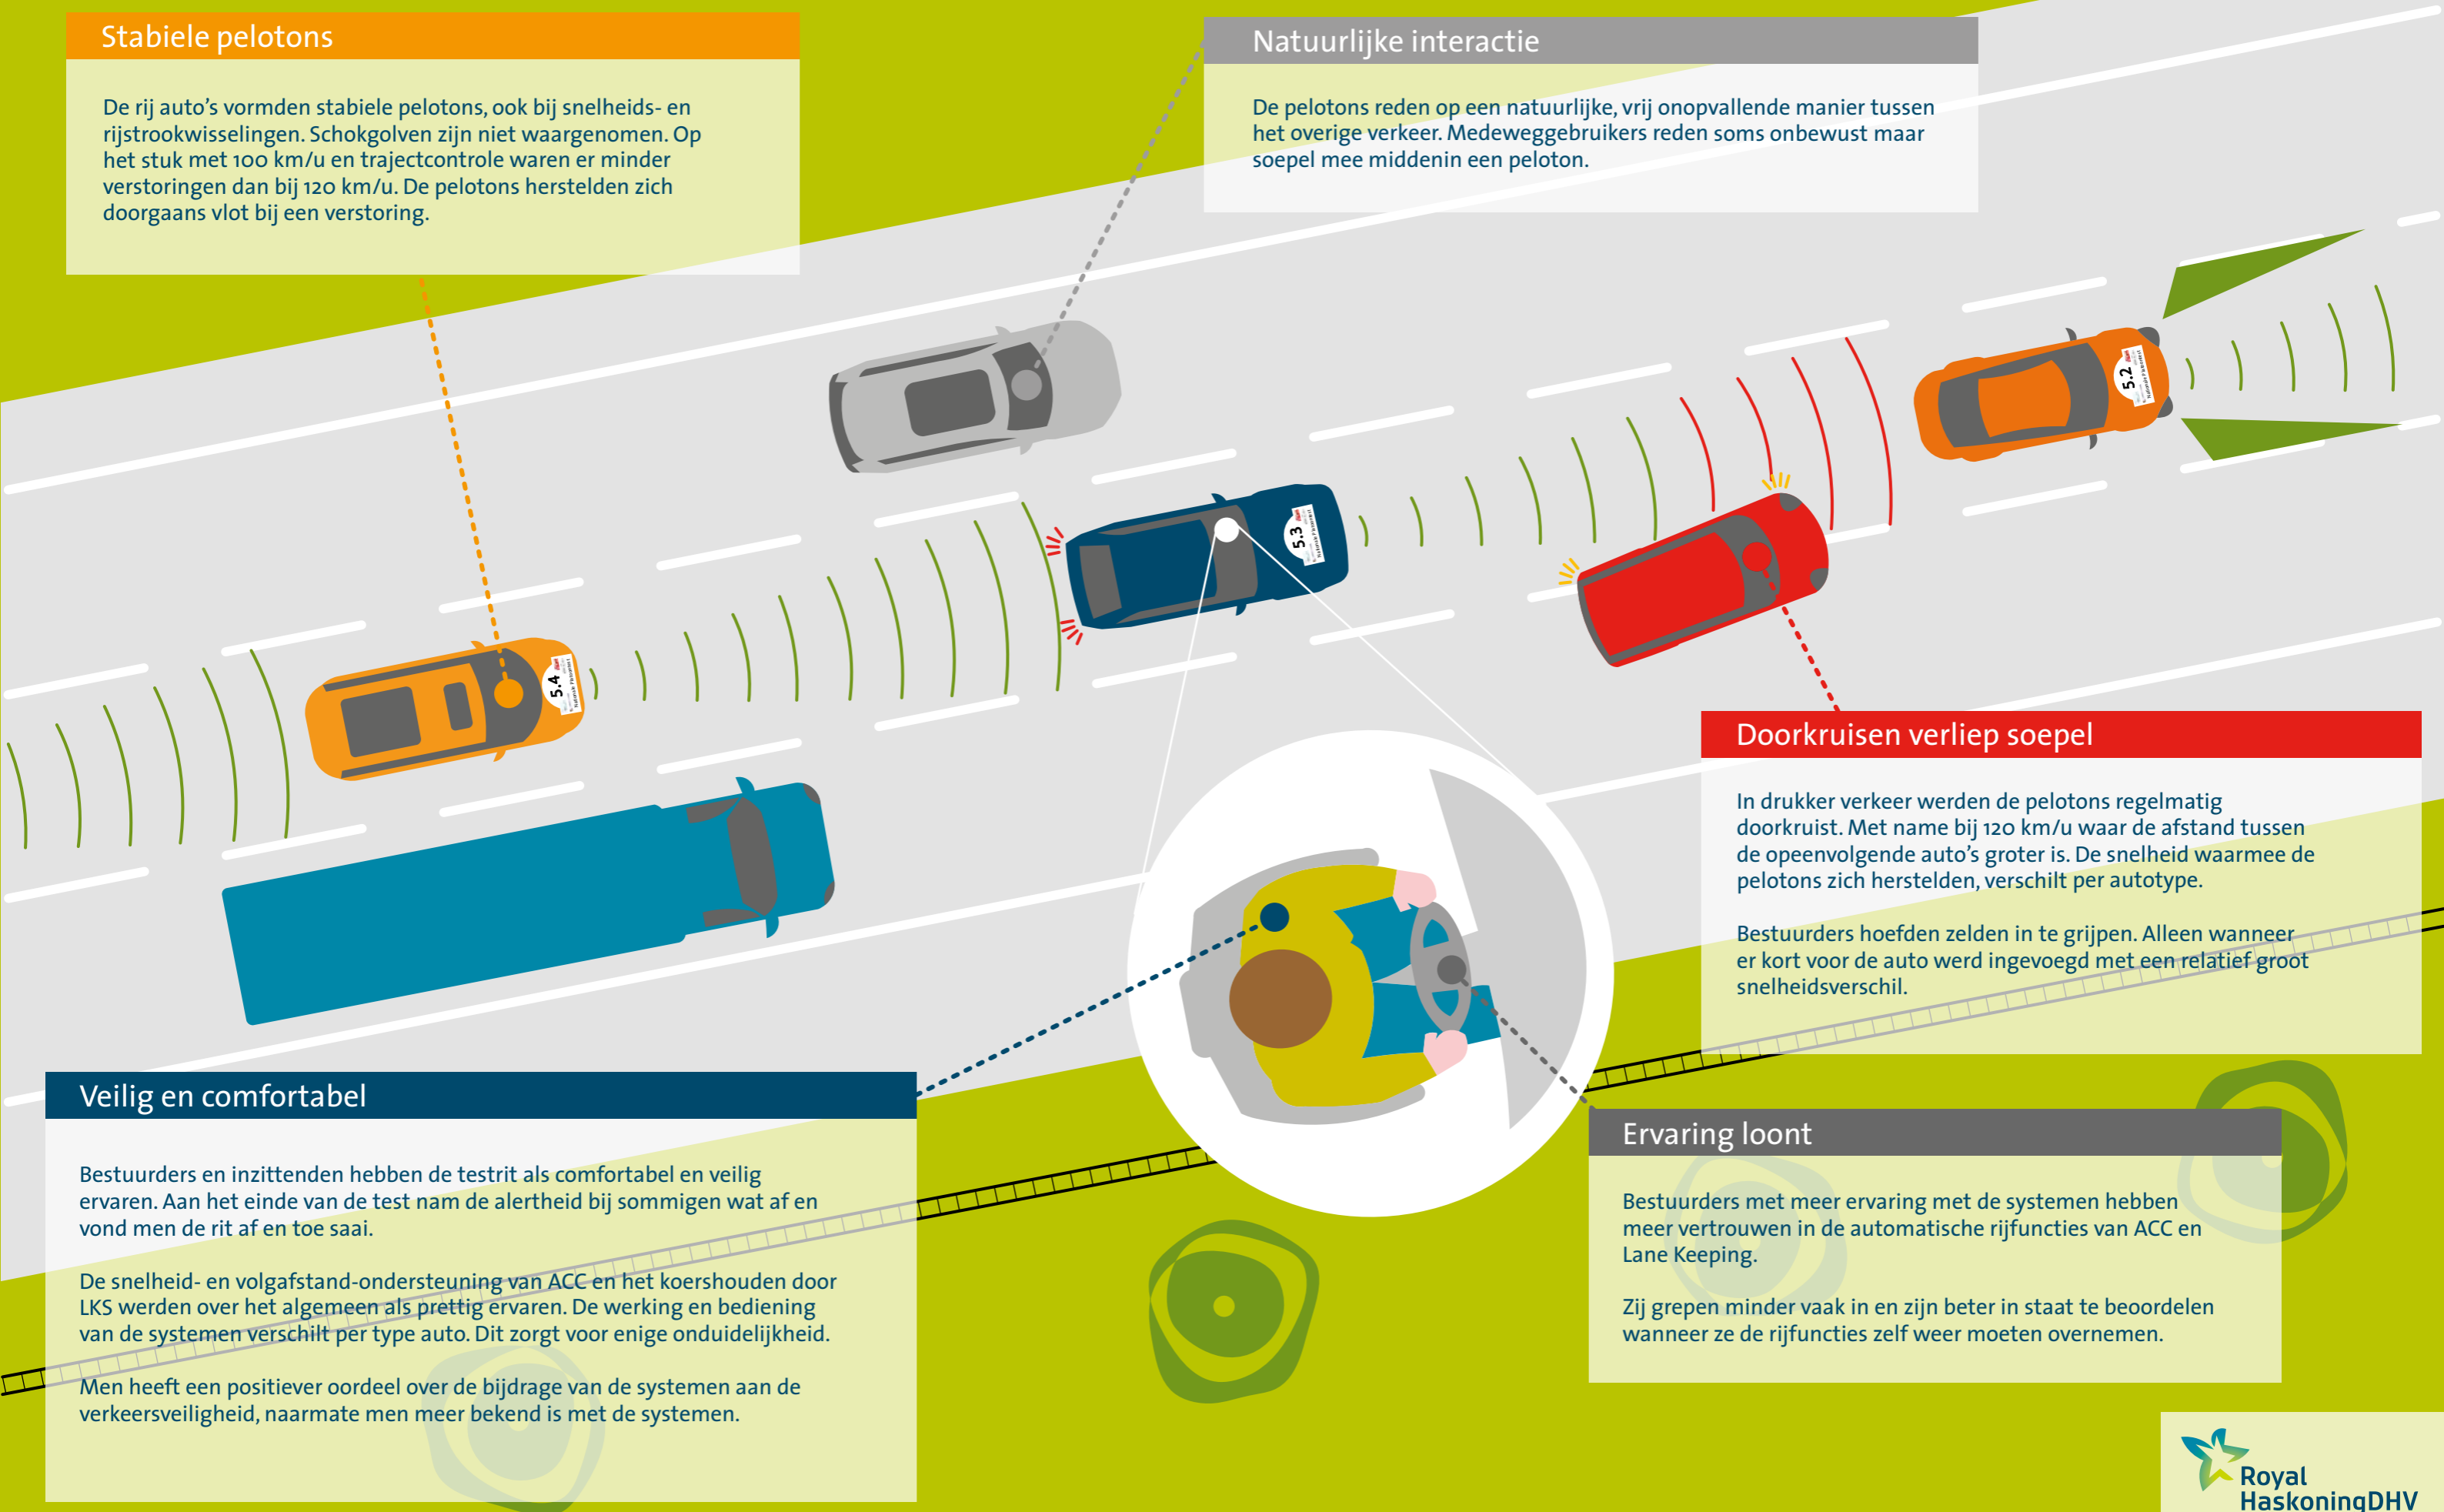 Stabiele pelotons
De rij auto's vormden stabiele pelotons, ook bij snelheids- en
rijstrookwisselingen. Schokgolven zijn niet waargenomen. Op
het stuk met 100 km/u en trajectcontrole waren er minder
verstoringen dan bij 120 km/u. De pelotons herstelden zich
doorgaans vlot bij een verstoring.
Natuurlijke interactie
De pelotons reden op een natuurlijke, vrij onopvallende manier tussen
het overige verkeer. Medeweggebruikers reden soms onbewust maar
soepel mee middenin een peloton.
5.2
5.3
5.4
Doorkruisen verliep soepel
In drukker verkeer werden de pelotons regelmatig
doorkruist. Met name bij 120 km/u waar de afstand tussen
de opeenvolgende auto's groter is. De snelheid waarmee de
pelotons zich herstelden, verschilt per autotype.
Bestuurders hoefden zelden in te grijpen. Alleen wanneer
er kort voor de auto werd ingevoegd met een relatief groot
snelheidsverschil.
Veilig en comfortabel
Bestuurders en inzittenden hebben de testrit als comfortabel en veilig
ervaren. Aan het einde van de test nam de alertheid bij sommigen wat af en
vond men de rit af en toe saai.
De snelheid- en volgafstand-ondersteuning van ACC en het koershouden door
LKS werden over het algemeen als prettig ervaren. De werking en bediening
van de systemen verschilt per type auto. Dit zorgt voor enige onduidelijkheid.
Men heeft een positiever oordeel over de bijdrage van de systemen aan de
verkeersveiligheid, naarmate men meer bekend is met de systemen.
Ervaring loont
Bestuurders met meer ervaring met de systemen hebben
meer vertrouwen in de automatische rijfuncties van ACC en
Lane Keeping.
Zij grepen minder vaak in en zijn beter in staat te beoordelen
wanneer ze de rijfuncties zelf weer moeten overnemen.
Royal
HaskoningDHV